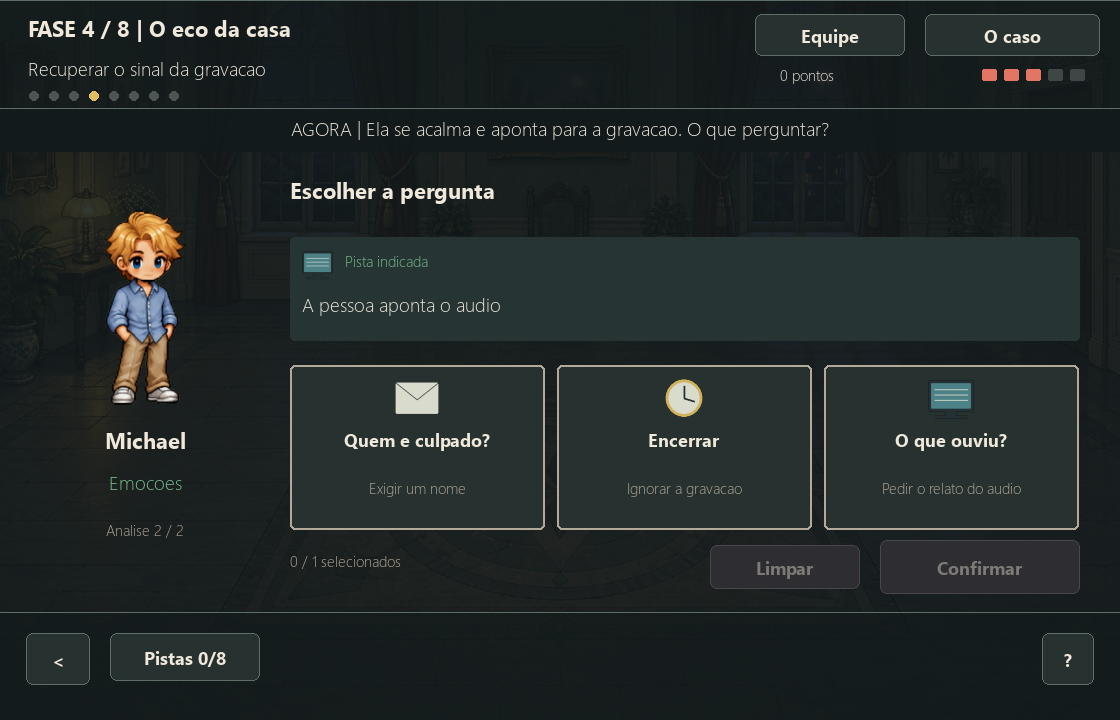 FASE 4 / 8 | O eco da casa
Recuperar o sinal da gravacao
Equipe
O caso
0 pontos
AGORA | Ela se acalma e aponta para a gravacao. O que perguntar?
Escolher a pergunta
Pista indicada
A pessoa aponta o audio
Michael
Emocoes
Analise 2 / 2
Quem e culpado?
Exigir um nome
Encerrar
Ignorar a gravacao
O que ouviu?
Pedir o relato do audio
0 / 1 selecionados
Limpar
Confirmar
<
Pistas 0/8
?